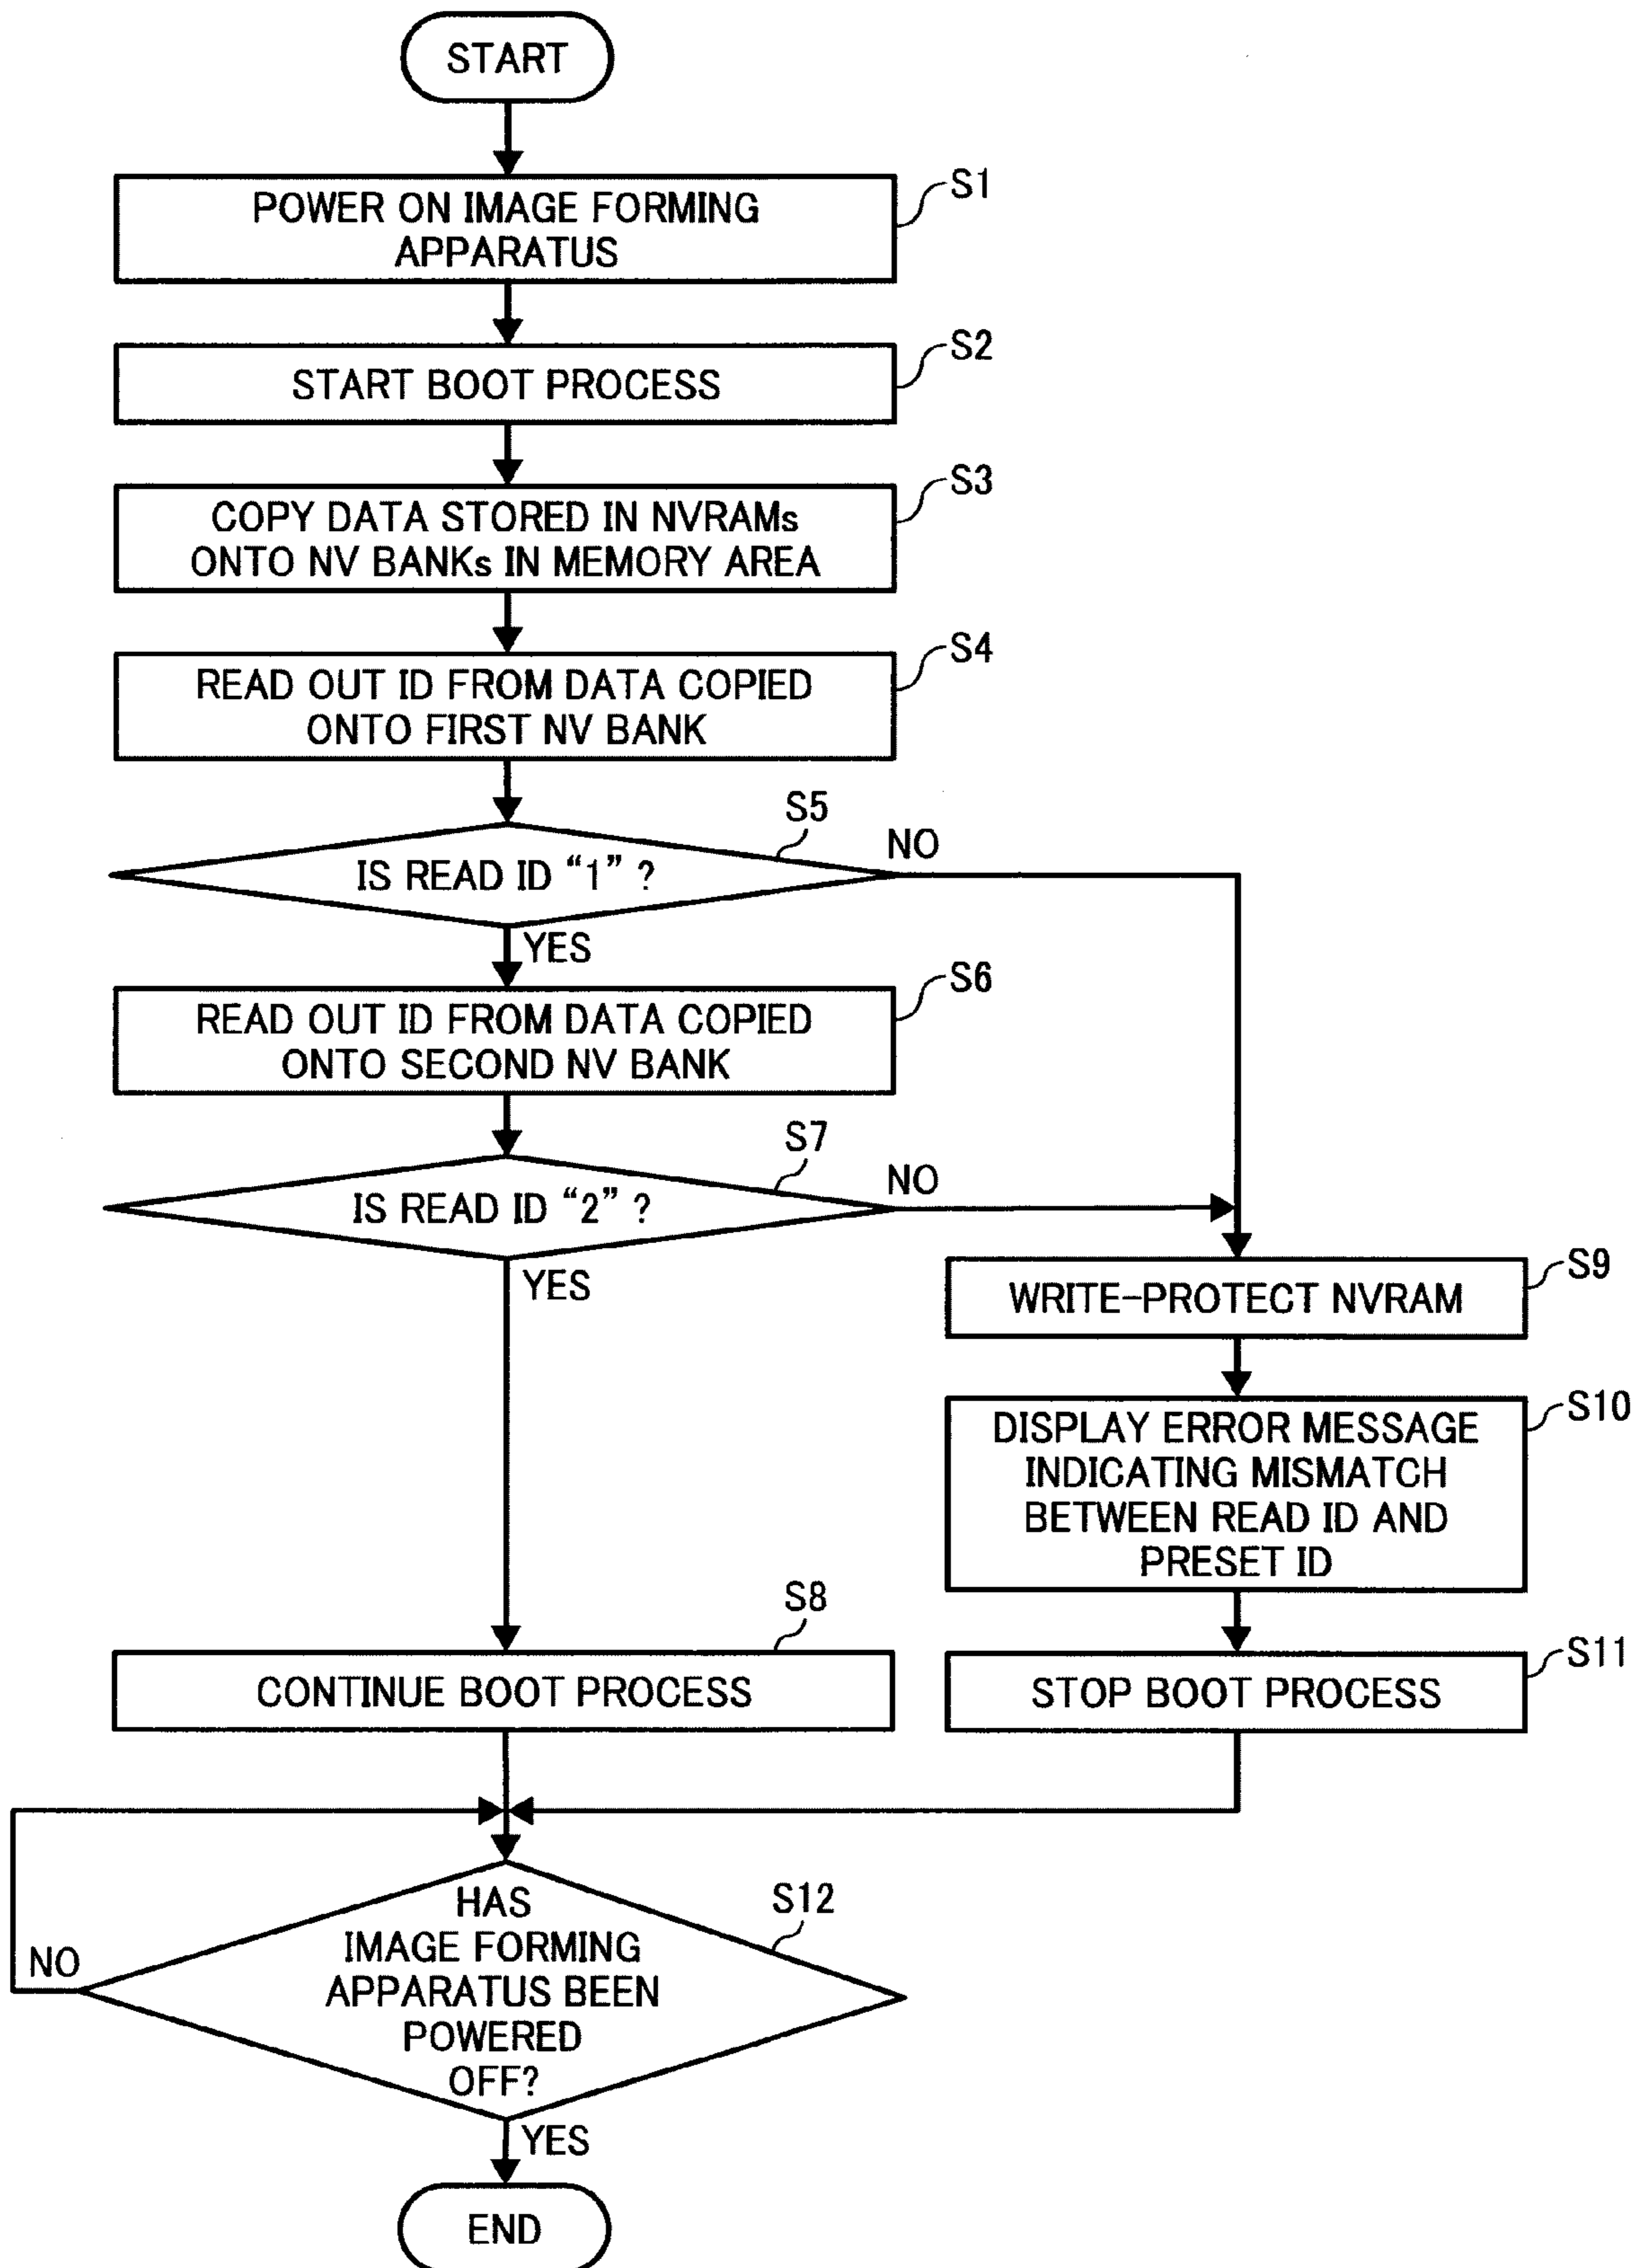 START
POWER ON IMAGE FORMING
APPARATUS
S1
START BOOT PROCESS
S2
COPY DATA STORED IN NVRAMs
ONTO NV BANKs IN MEMORY AREA
S3
READ OUT ID FROM DATA COPIED
ONTO FIRST NV BANK
S4
IS READ ID “1” ?
S5
NO
YES
READ OUT ID FROM DATA COPIED
ONTO SECOND NV BANK
S6
IS READ ID “2” ?
S7
NO
YES
WRITE-PROTECT NVRAM
S9
DISPLAY ERROR MESSAGE
INDICATING MISMATCH
BETWEEN READ ID AND
PRESET ID
S10
CONTINUE BOOT PROCESS
S8
STOP BOOT PROCESS
S11
HAS
IMAGE FORMING
APPARATUS BEEN
POWERED
OFF?
S12
NO
YES
END